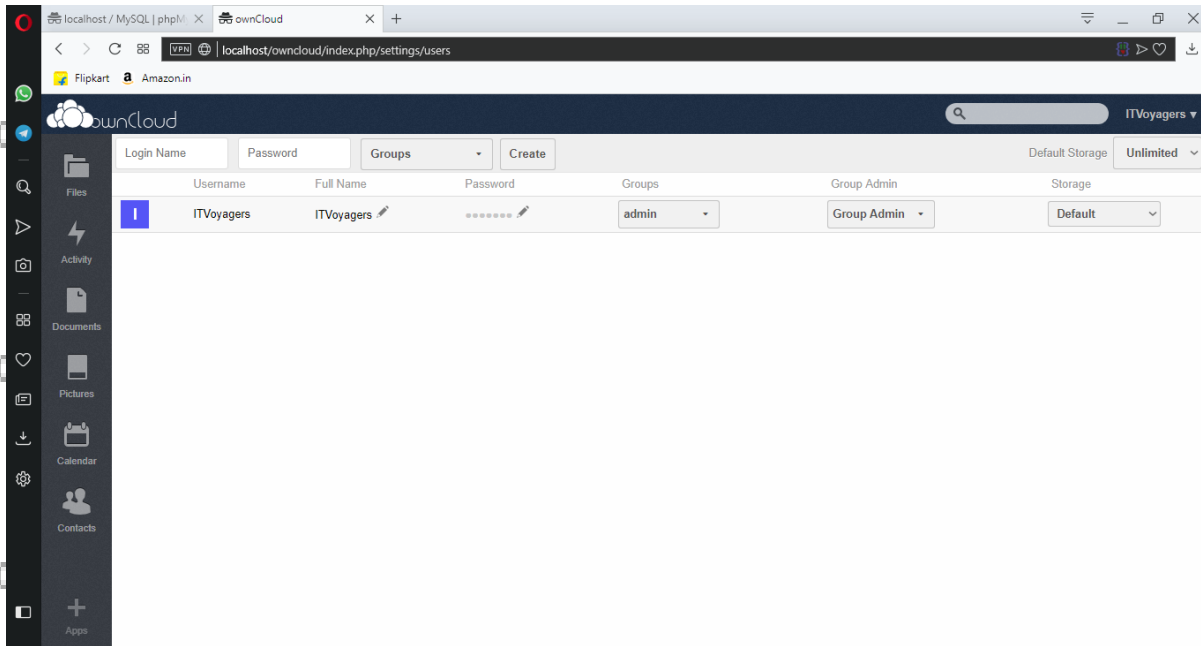 localhost / MySQL | phpM
ownCloud
VPN localhost/owncloud/index.php/settings/users
Flipkart a Amazon.in
ownCloud ITVoyagers
Login Name Password Groups Create Default Storage Unlimited
Username Full Name Password Groups Group Admin Storage
I ITVoyagers ITVoyagers admin Group Admin Default
Files
Activity
Documents
Pictures
Calendar
Contacts
Apps